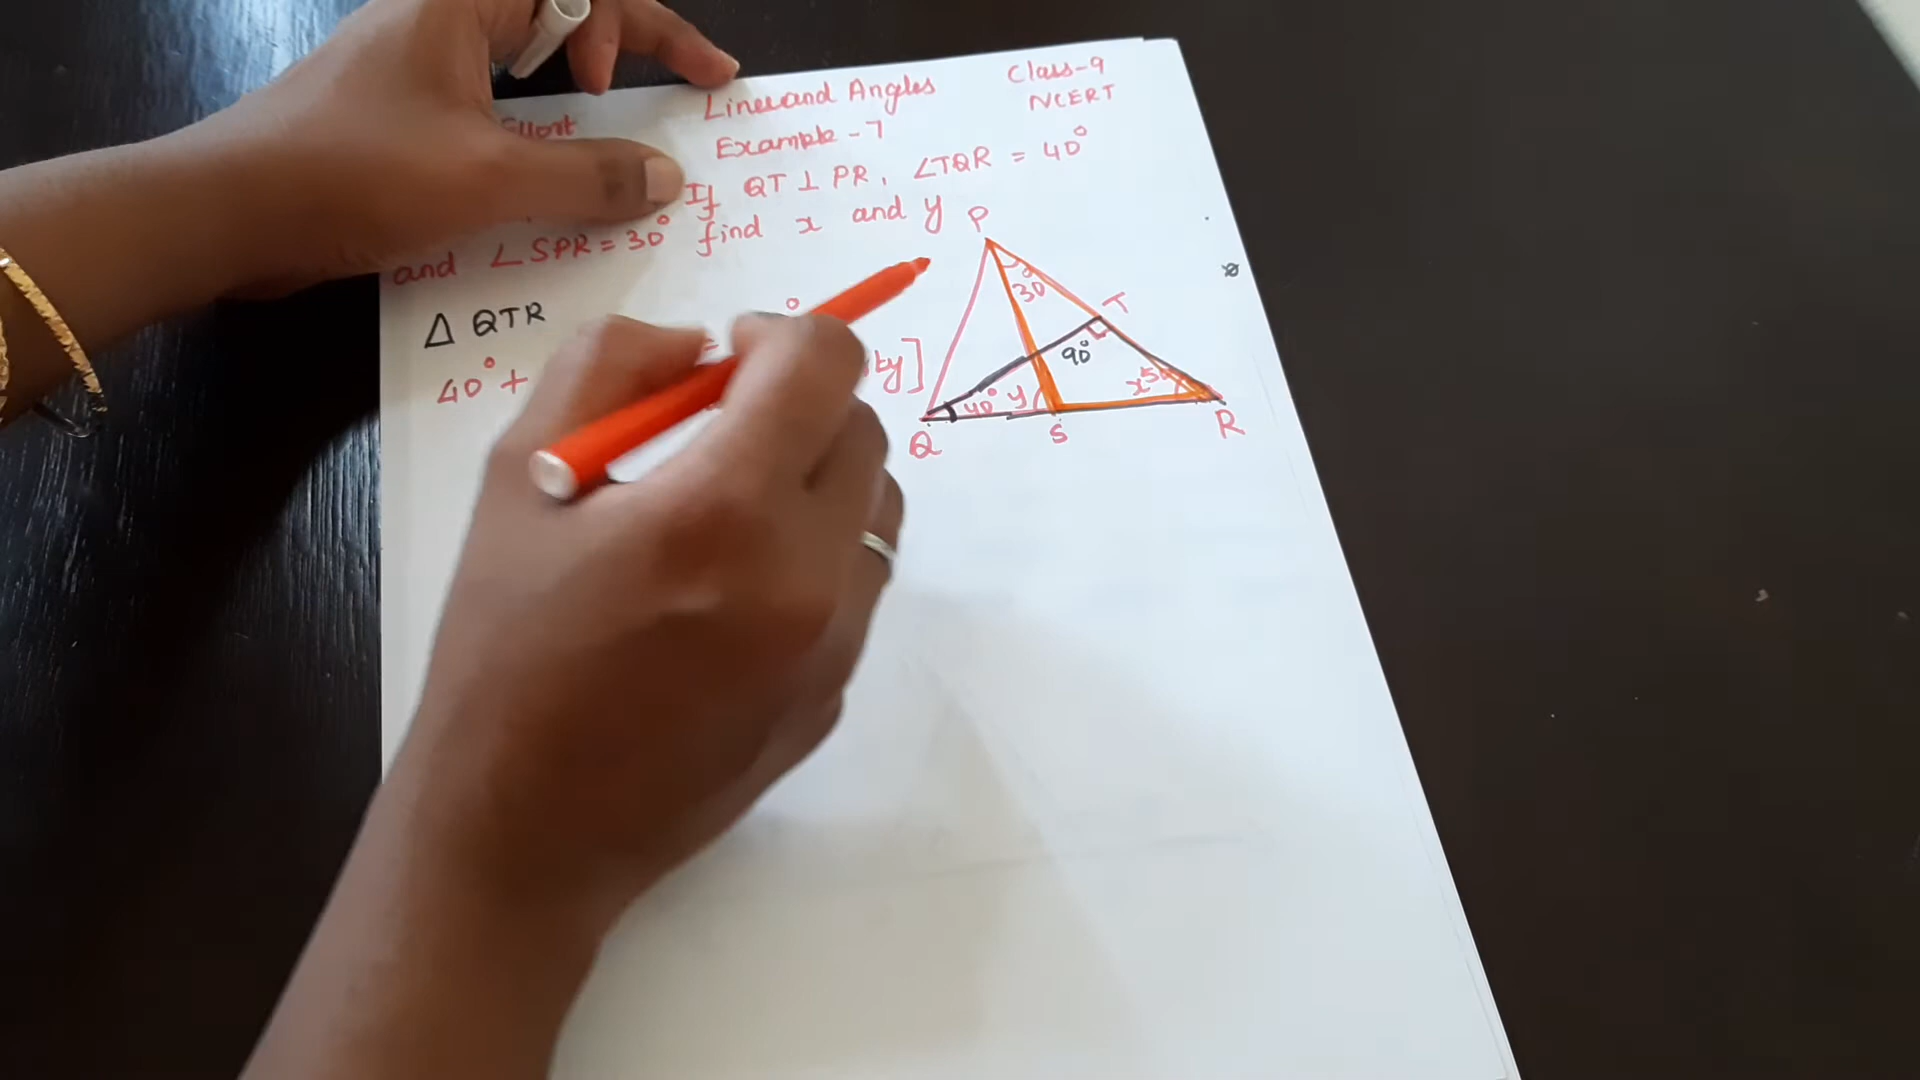 Lines and Angles Class-9
NCERT
Example-7
If QT ⊥ PR, ∠TQR = 40°
and ∠SPR = 30° find x and y
△ QTR
40° +
=
]
P
30
T
90°
40° y
x 50
Q
S
R